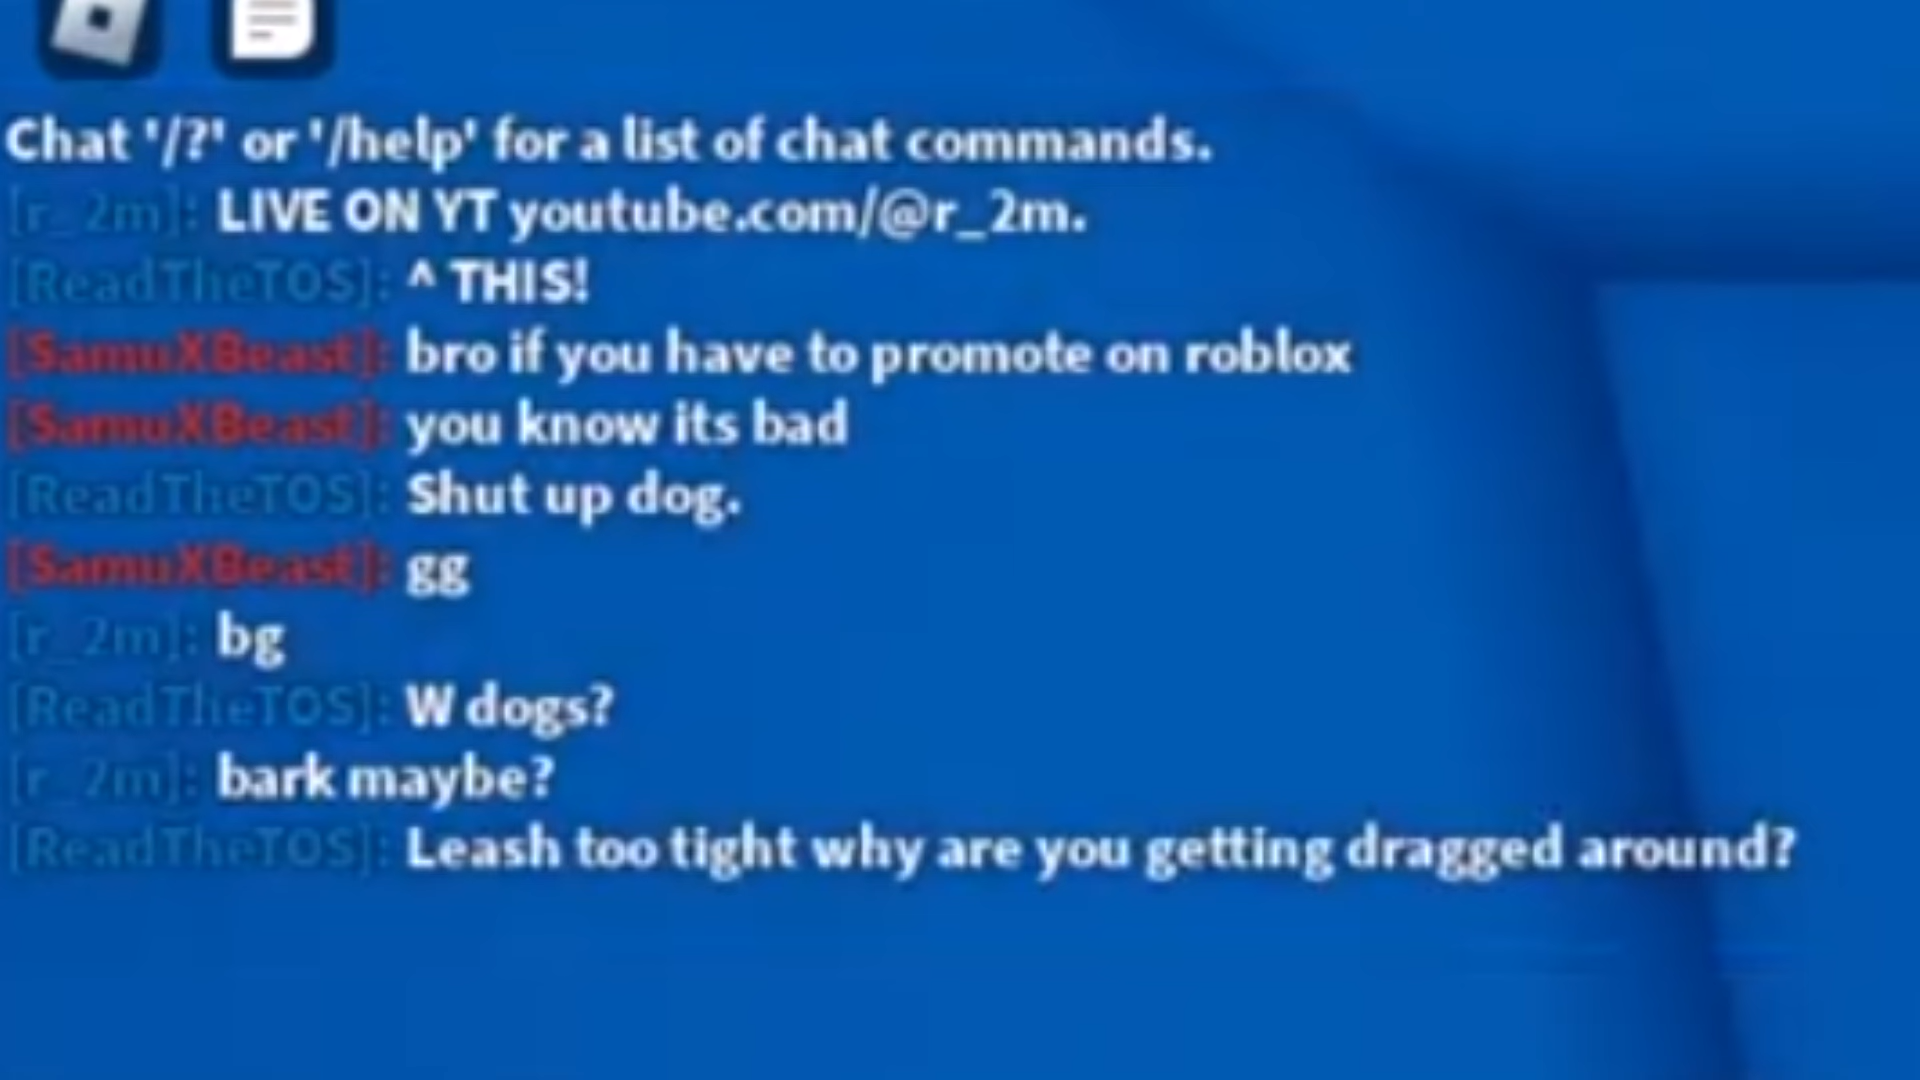 Chat '/?' or '/help' for a list of chat commands.
[r_2m]: LIVE ON YT youtube.com/@r_2m.
[ReadTheTOS]: ^ THIS!
[SamuXBeast]: bro if you have to promote on roblox
[SamuXBeast]: you know its bad
[ReadTheTOS]: Shut up dog.
[SamuXBeast]: gg
[r_2m]: bg
[ReadTheTOS]: W dogs?
[r_2m]: bark maybe?
[ReadTheTOS]: Leash too tight why are you getting dragged around?